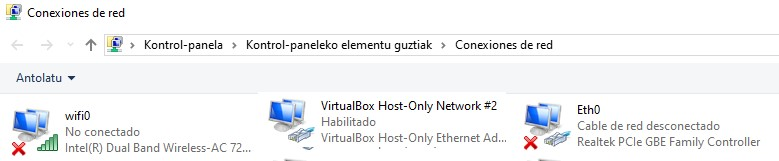 Conexiones de red
Kontrol-panela > Kontrol-paneleko elementu guztiak > Conexiones de red
Antolatu
wifi0
No conectado
Intel(R) Dual Band Wireless-AC 72...
VirtualBox Host-Only Network #2
Habilitado
VirtualBox Host-Only Ethernet Ad...
Eth0
Cable de red desconectado
Realtek PCIe GBE Family Controller